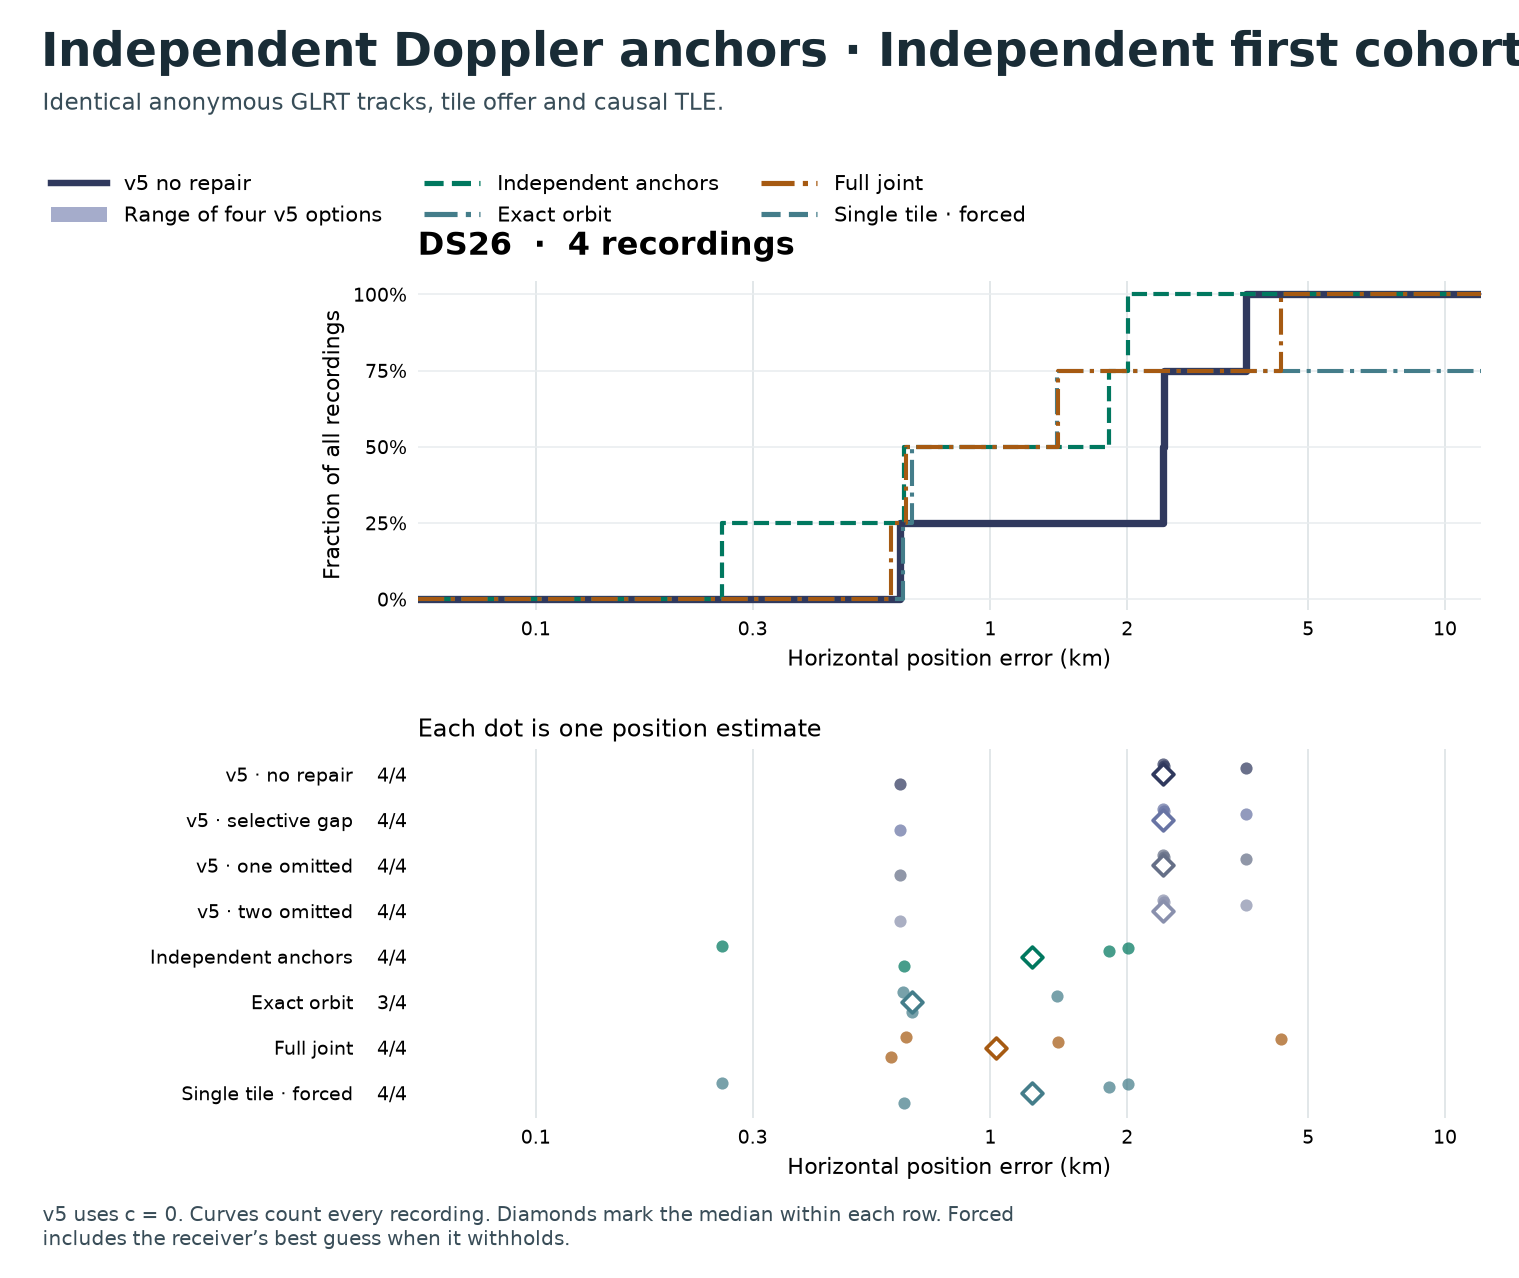 Independent Doppler anchors · Independent first cohort
Identical anonymous GLRT tracks, tile offer and causal TLE.
v5 no repair
Independent anchors
Full joint
Range of four v5 options
Exact orbit
Single tile · forced
DS26 · 4 recordings
Fraction of all recordings
100%
75%
50%
25%
0%
0.1 0.3 1 2 5 10
Horizontal position error (km)
Each dot is one position estimate
v5 · no repair 4/4
v5 · selective gap 4/4
v5 · one omitted 4/4
v5 · two omitted 4/4
Independent anchors 4/4
Exact orbit 3/4
Full joint 4/4
Single tile · forced 4/4
0.1 0.3 1 2 5 10
Horizontal position error (km)
v5 uses c = 0. Curves count every recording. Diamonds mark the median within each row. Forced
includes the receiver’s best guess when it withholds.